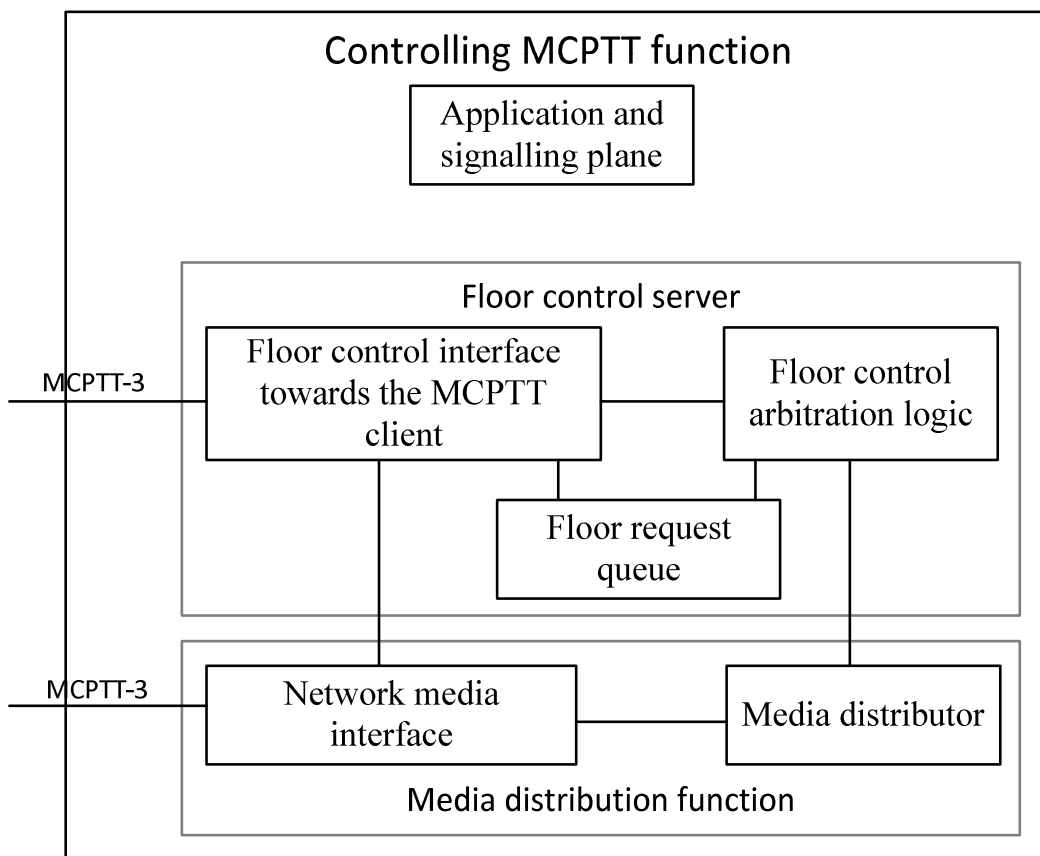 Controlling MCPTT function
Application and
signalling plane
Floor control server
Floor control interface
towards the MCPTT
client
Floor control
arbitration logic
MCPTT-3
Floor request
queue
MCPTT-3
Network media
interface
Media distributor
Media distribution function